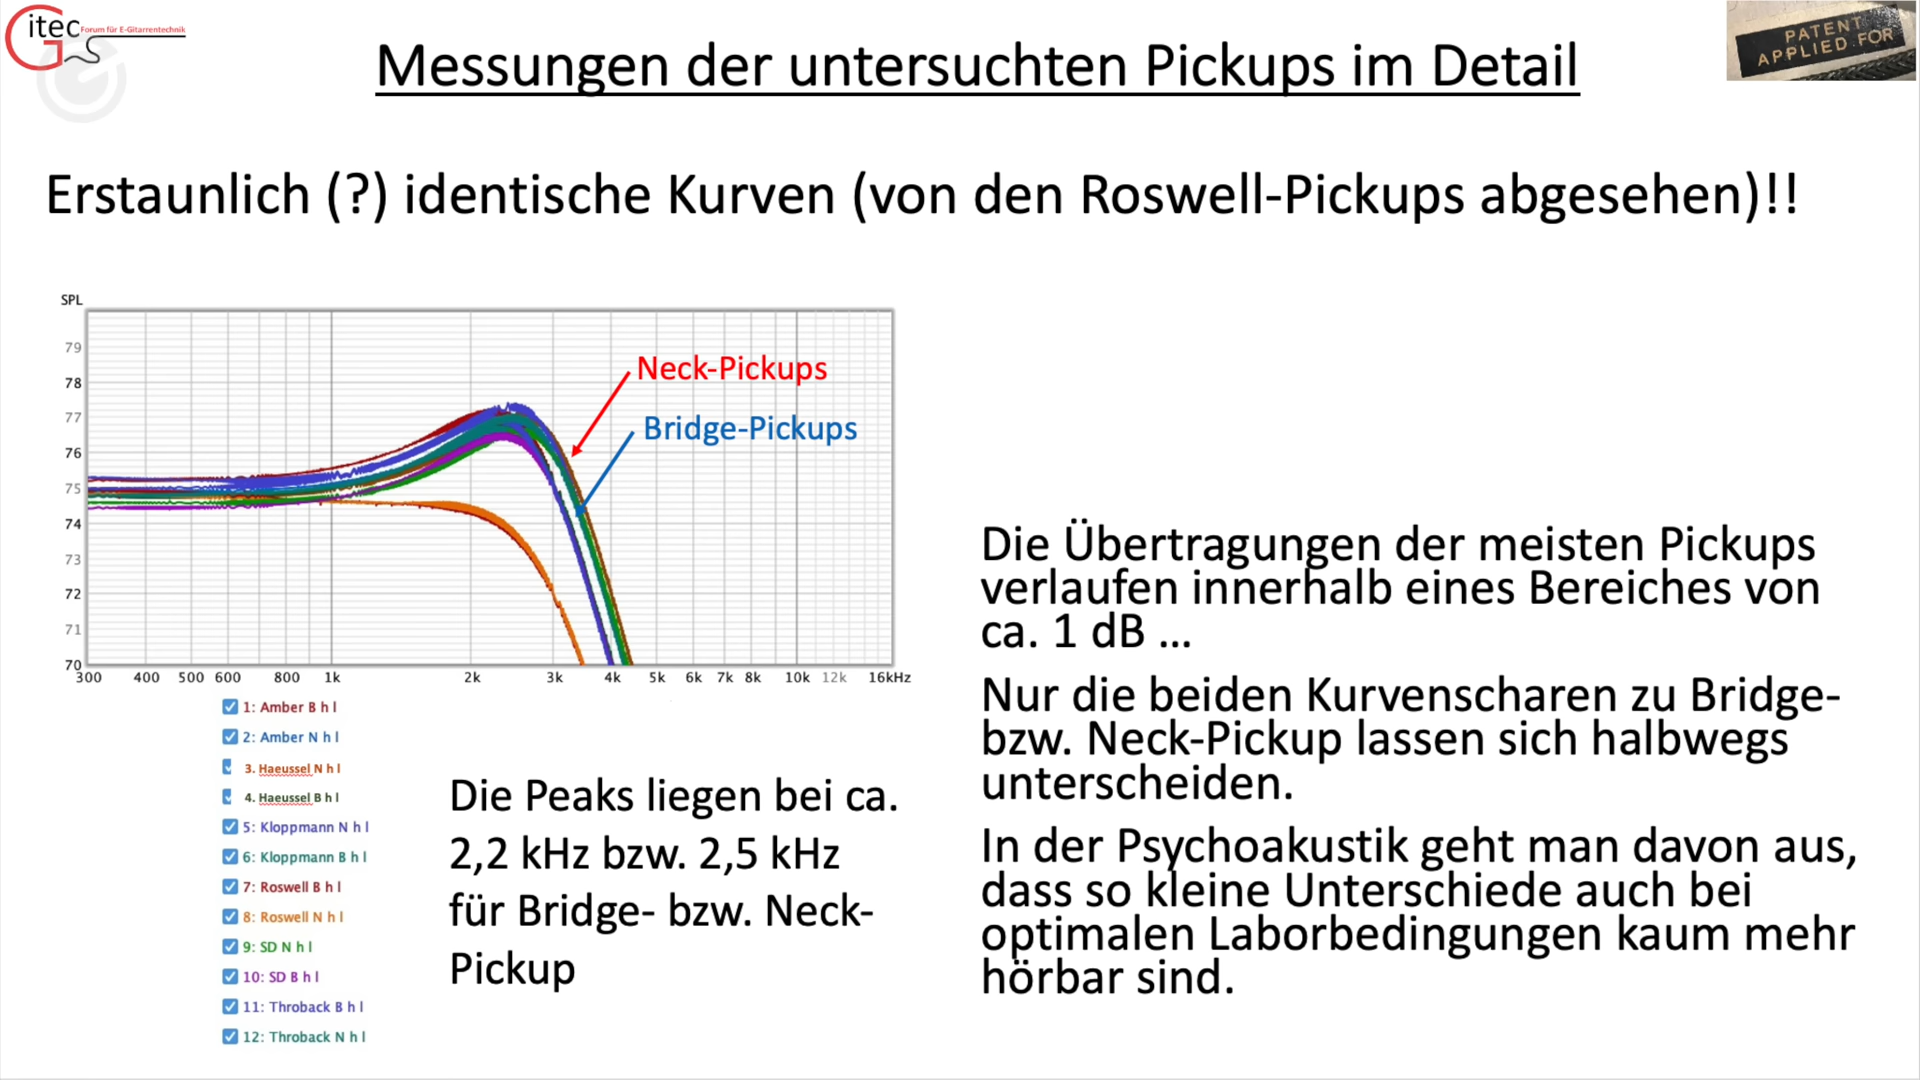 itec Forum für E-Gitarrentechnik
G s
PATENT
APPLIED FOR
Messungen der untersuchten Pickups im Detail
Erstaunlich (?) identische Kurven (von den Roswell-Pickups abgesehen)!!
SPL
79
78
77
76
75
74
73
72
71
70
Neck-Pickups
Bridge-Pickups
300 400 500 600 800 1k 2k 3k 4k 5k 6k 7k 8k 10k 12k 16kHz
1: Amber B h l
2: Amber N h l
3. Haeussel N h l
4. Haeussel B h l
5: Kloppmann N h l
6: Kloppmann B h l
7: Roswell B h l
8: Roswell N h l
9: SD N h l
10: SD B h l
11: Throback B h l
12: Throback N h l
Die Peaks liegen bei ca.
2,2 kHz bzw. 2,5 kHz
für Bridge- bzw. Neck-
Pickup
Die Übertragungen der meisten Pickups
verlaufen innerhalb eines Bereiches von
ca. 1 dB ...
Nur die beiden Kurvenscharen zu Bridge-
bzw. Neck-Pickup lassen sich halbwegs
unterscheiden.
In der Psychoakustik geht man davon aus,
dass so kleine Unterschiede auch bei
optimalen Laborbedingungen kaum mehr
hörbar sind.